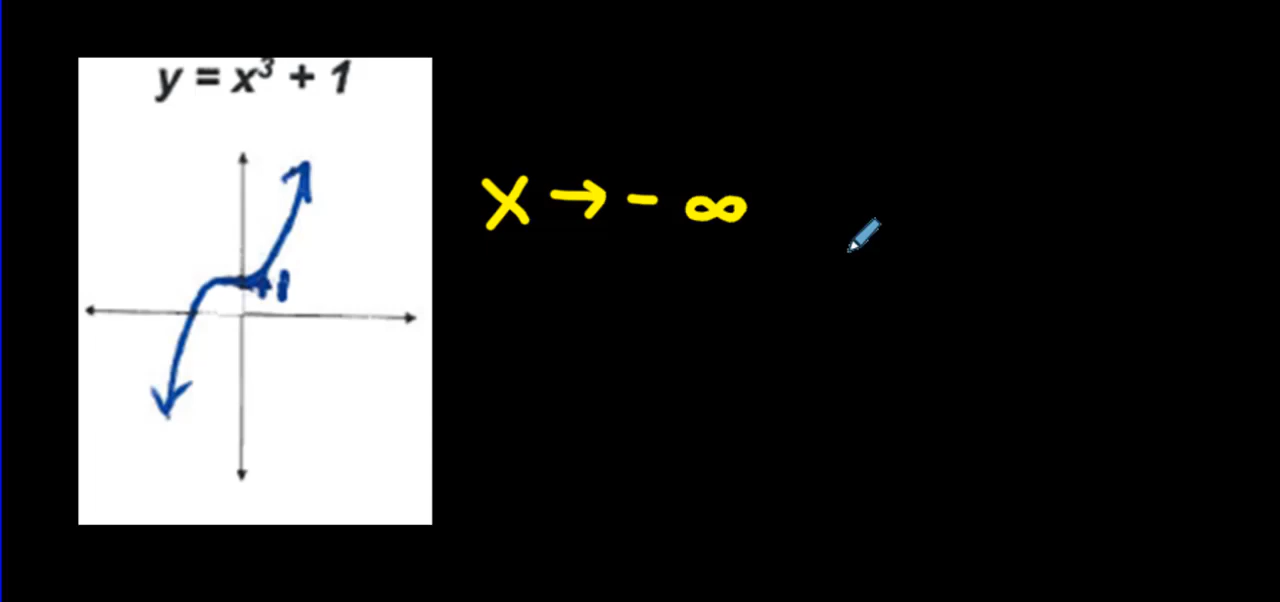 y = x³ + 1
+1
X → - ∞